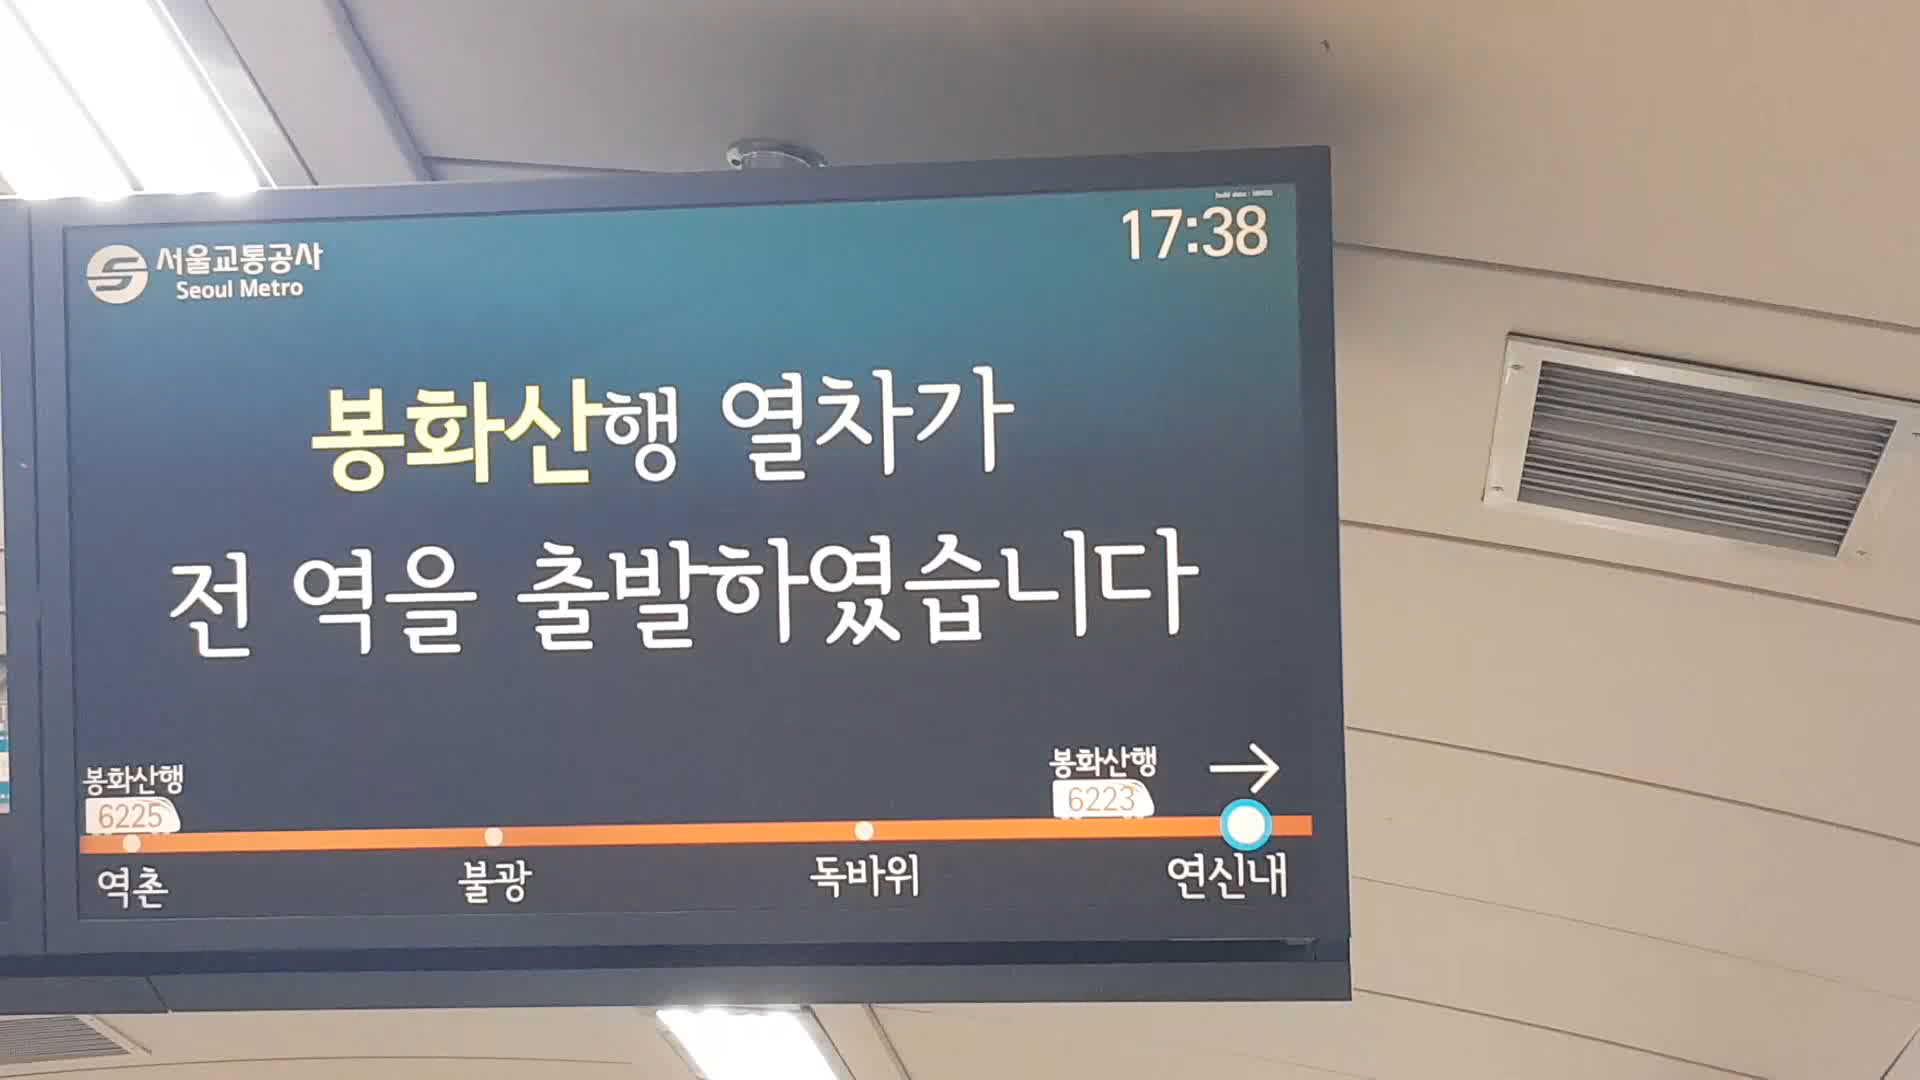 서울교통공사
Seoul Metro
17:38
봉화산행 열차가
전 역을 출발하였습니다
봉화산행
6225
봉화산행
6223
역촌
불광
독바위
연신내